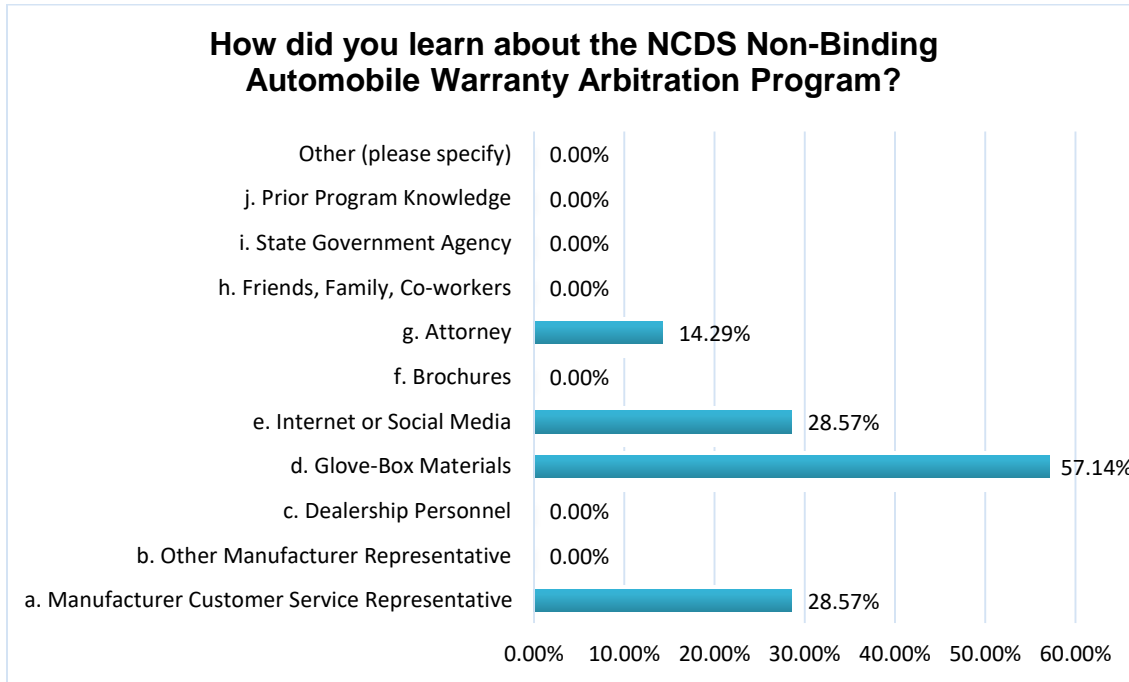 How did you learn about the NCDS Non-Binding
Automobile Warranty Arbitration Program?
Other (please specify) 0.00%
j. Prior Program Knowledge 0.00%
i. State Government Agency 0.00%
h. Friends, Family, Co-workers 0.00%
g. Attorney 14.29%
f. Brochures 0.00%
e. Internet or Social Media 28.57%
d. Glove-Box Materials 57.14%
c. Dealership Personnel 0.00%
b. Other Manufacturer Representative 0.00%
a. Manufacturer Customer Service Representative 28.57%
0.00% 10.00% 20.00% 30.00% 40.00% 50.00% 60.00%